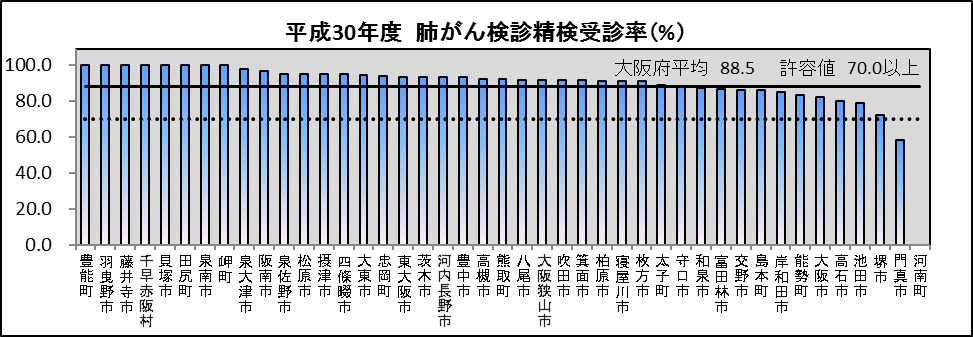 平成30年度 肺がん検診精検受診率(%)
大阪府平均 88.5 許容値 70.0以上
100.0
80.0
60.0
40.0
20.0
0.0
豊能町
羽曳野市
藤井寺市
千早赤阪村
貝塚市
田尻町
泉南市
岬町
泉大津市
阪南市
泉佐野市
松原市
摂津市
四條畷市
大東市
忠岡町
東大阪市
茨木市
河内長野市
豊中市
高槻市
熊取町
八尾市
大阪狭山市
吹田市
箕面市
柏原市
寝屋川市
枚方市
太子町
守口市
和泉市
富田林市
交野市
島本町
岸和田市
能勢町
大阪市
高石市
池田市
堺市
門真市
河南町